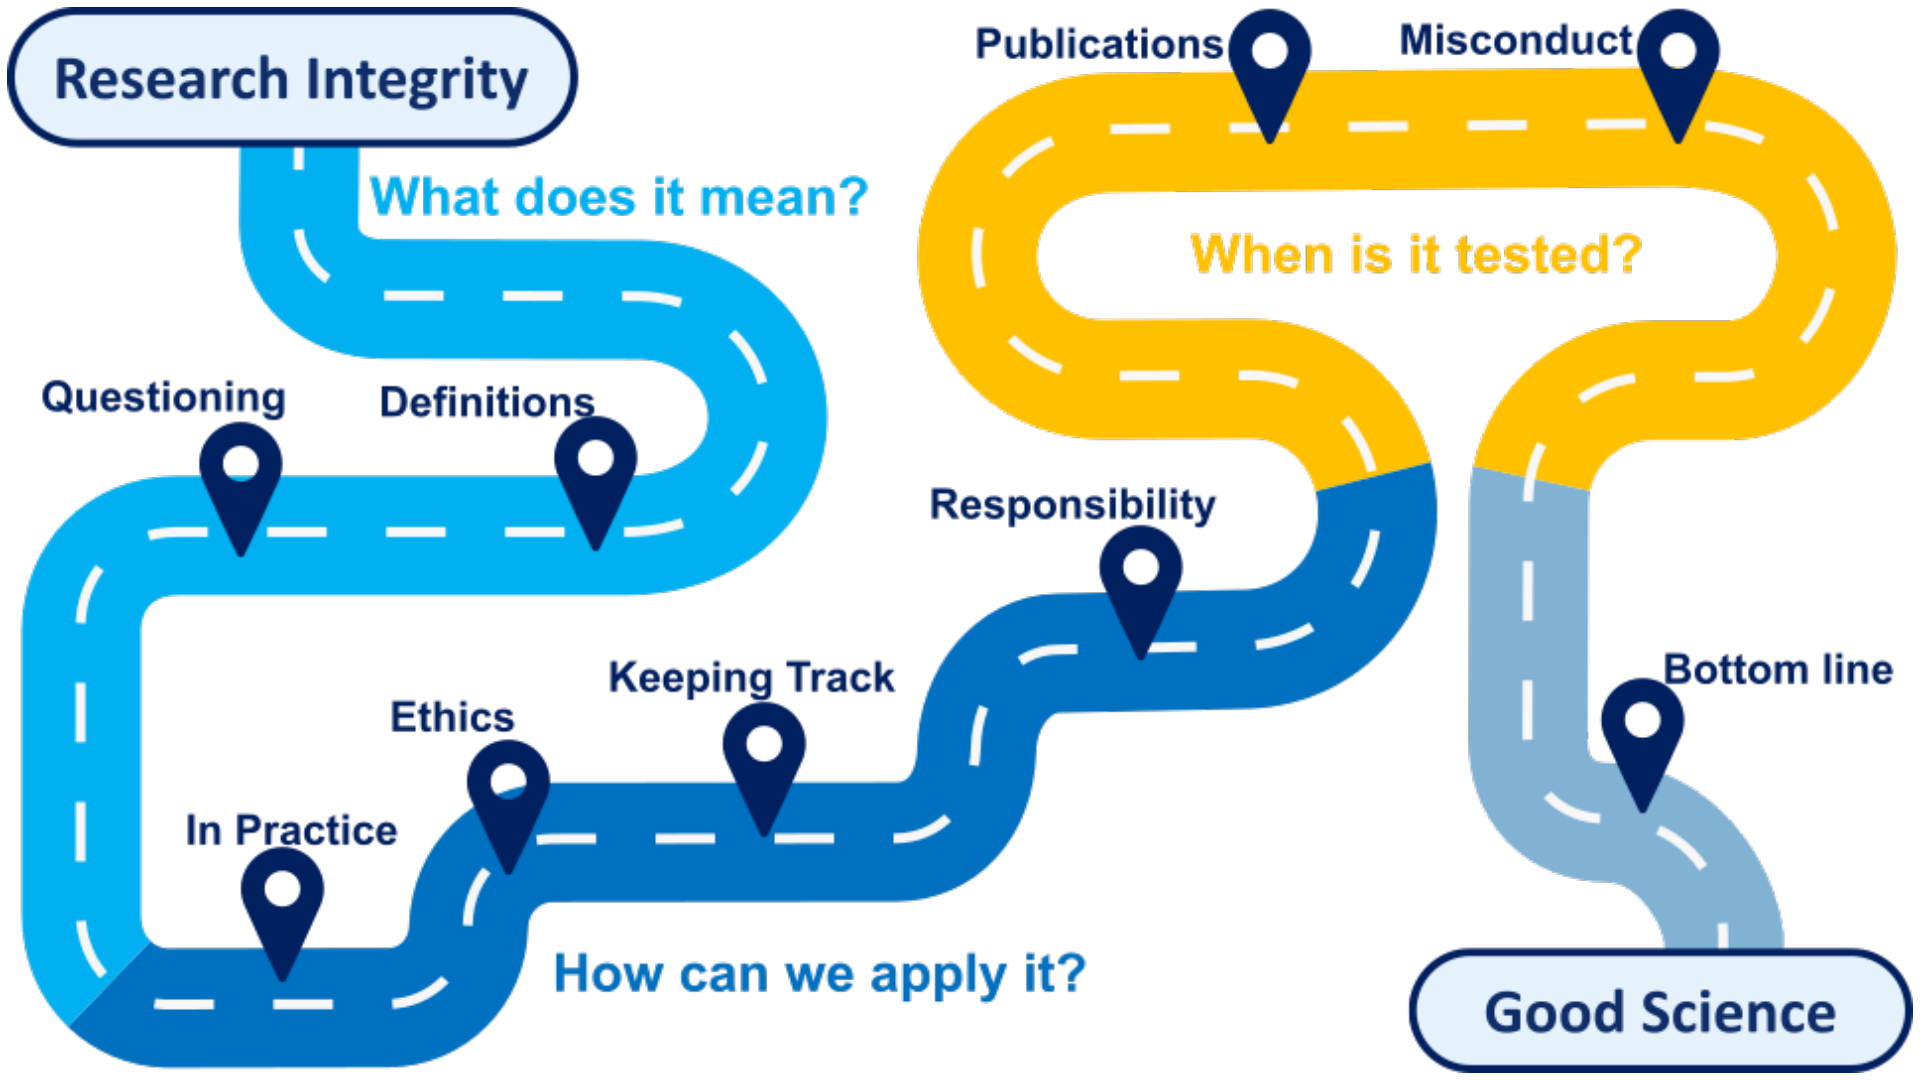 Research Integrity
What does it mean?
Definitions
Questioning
In Practice
Ethics
Keeping Track
How can we apply it?
Responsibility
Publications
Misconduct
When is it tested?
Bottom line
Good Science